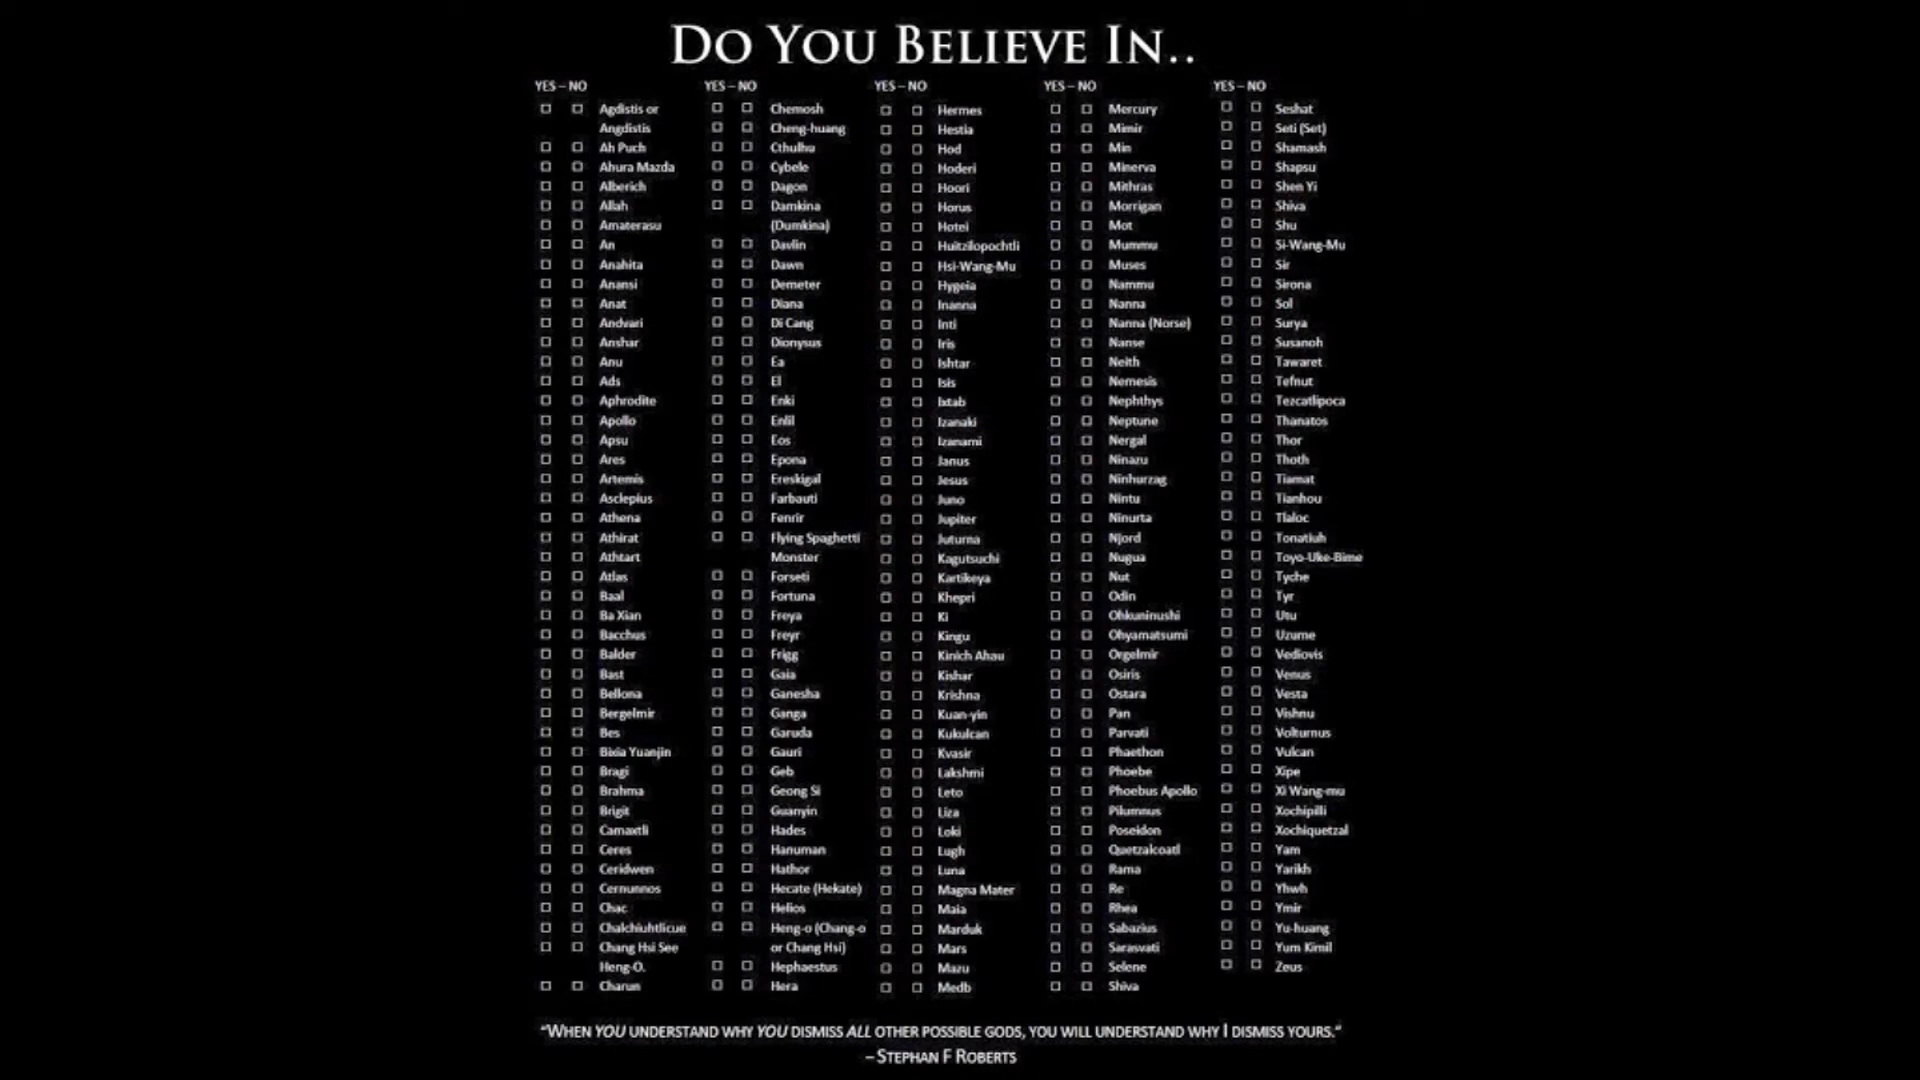 DO YOU BELIEVE IN..
YES – NO
Agdistis or
Angdistis
Ah Puch
Ahura Mazda
Alberich
Allah
Amaterasu
An
Anahita
Anansi
Anat
Andvari
Anshar
Anu
Ads
Aphrodite
Apollo
Apsu
Ares
Artemis
Asclepius
Athena
Athirat
Athtart
Atlas
Baal
Ba Xian
Bacchus
Balder
Bast
Bellona
Bergelmir
Bes
Bixia Yuanjin
Bragi
Brahma
Brigit
Camaxtli
Ceres
Ceridwen
Cernunnos
Chac
Chalchiuhtlicue
Chang Hsi See
Heng-O.
Charun
YES – NO
Chemosh
Cheng-huang
Cthulhu
Cybele
Dagon
Damkina
(Dumkina)
Davlin
Dawn
Demeter
Diana
Di Cang
Dionysus
Ea
El
Enki
Enlil
Eos
Epona
Ereskigal
Farbauti
Fenrir
Flying Spaghetti
Monster
Forseti
Fortuna
Freya
Freyr
Frigg
Gaia
Ganesha
Ganga
Garuda
Gauri
Geb
Geong Si
Guanyin
Hades
Hanuman
Hathor
Hecate (Hekate)
Helios
Heng-o (Chang-o
or Chang Hsi)
Hephaestus
Hera
YES – NO
Hermes
Hestia
Hod
Hoderi
Hoori
Horus
Hotei
Huitzilopochtli
Hsi-Wang-Mu
Hygeia
Inanna
Inti
Iris
Ishtar
Isis
Ixtab
Izanaki
Izanami
Janus
Jesus
Juno
Jupiter
Juturna
Kagutsuchi
Kartikeya
Khepri
Ki
Kingu
Kinich Ahau
Kishar
Krishna
Kuan-yin
Kukulcan
Kvasir
Lakshmi
Leto
Liza
Loki
Lugh
Luna
Magna Mater
Maia
Marduk
Mars
Mazu
Medb
YES – NO
Mercury
Mimir
Min
Minerva
Mithras
Morrigan
Mot
Mummu
Muses
Nammu
Nanna
Nanna (Norse)
Nanse
Neith
Nemesis
Nephthys
Neptune
Nergal
Ninazu
Ninhurzag
Nintu
Ninurta
Njord
Nugua
Nut
Odin
Ohkuninushi
Ohyamatsumi
Orgelmir
Osiris
Ostara
Pan
Parvati
Phaethon
Phoebe
Phoebus Apollo
Pilumnus
Poseidon
Quetzalcoatl
Rama
Re
Rhea
Sabazius
Sarasvati
Selene
Shiva
YES – NO
Seshat
Seti (Set)
Shamash
Shapsu
Shen Yi
Shiva
Shu
Si-Wang-Mu
Sir
Sirona
Sol
Surya
Susanoh
Tawaret
Tefnut
Tezcatlipoca
Thanatos
Thor
Thoth
Tiamat
Tianhou
Tlaloc
Tonatiuh
Toyo-Uke-Bime
Tyche
Tyr
Utu
Uzume
Vediovis
Venus
Vesta
Vishnu
Volturnus
Vulcan
Xipe
Xi Wang-mu
Xochipilli
Xochiquetzal
Yam
Yarikh
Yhwh
Ymir
Yu-huang
Yum Kimil
Zeus
"WHEN YOU UNDERSTAND WHY YOU DISMISS ALL OTHER POSSIBLE GODS, YOU WILL UNDERSTAND WHY I DISMISS YOURS."
– STEPHAN F ROBERTS